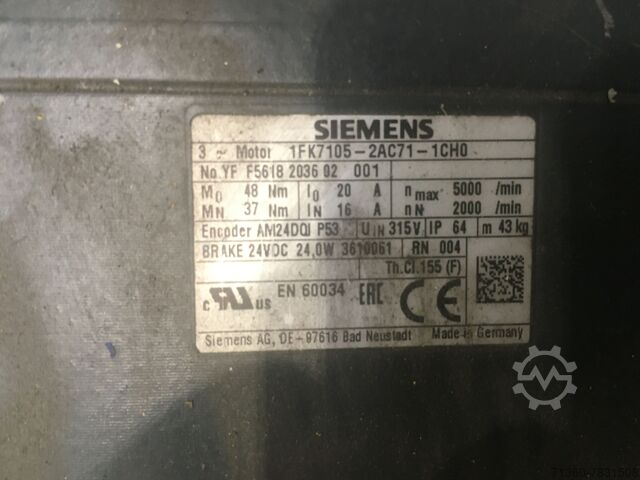 SIEMENS
3 ~ Motor 1FK7105-2AC71-1CH0
No.YF F5618 2036 02 001
M0 48 Nm I0 20 A n max 5000 /min
MN 37 Nm IN 16 A nN 2000 /min
Encoder AM24DQI P53 UIN 315V IP 64 m 43 kg
BRAKE 24VDC 24,0W 3610061 RN 004
Th.Cl.155 (F)
c RU us EN 60034 EAC CE
Siemens AG, DE-97616 Bad Neustadt Made in Germany